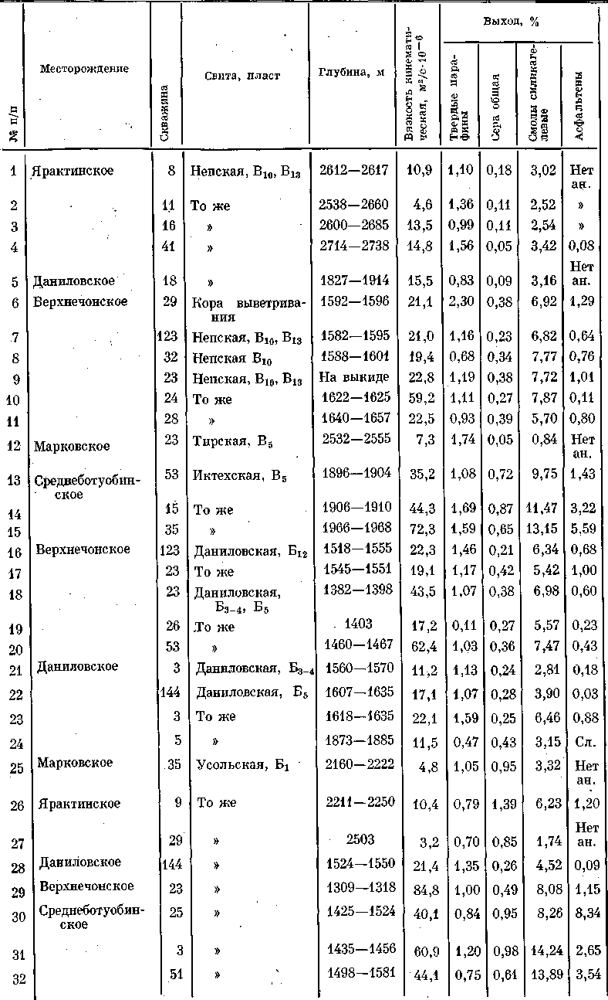 № п/п Месторождение Скважина Свита, пласт Глубина, м Вязкость кинемати- ческая, м²/с·10—6 Выход, %
Твердые пара- фины Сера общая Смолы силикаге- левые Асфальтены
1 Ярактинское 8 Непская, В10, В13 2612—2617 10,9 1,10 0,18 3,02 Нет
ан.
2 11 То же 2538—2660 4,6 1,36 0,11 2,52 »
3 16 » 2600—2685 13,5 0,99 0,11 2,54 »
4 41 » 2714—2738 14,8 1,56 0,05 3,42 0,08
Нет
5 Даниловское 18 » 1827—1914 15,5 0,83 0,09 3,16 ан.
6 Верхнечонское 29 Кора выветрива- 1592—1596 21,1 2,30 0,38 6,92 1,29
ния
7 123 Непская, В10, В13 1582—1595 21,0 1,16 0,23 6,82 0,64
8 32 Непская В10 1588—1601 19,4 0,68 0,34 7,77 0,76
9 23 Непская, В10, В13 На выкиде 22,8 1,19 0,38 7,72 1,01
10 24 То же 1622—1625 59,2 1,11 0,27 7,87 0,11
11 28 » 1640—1657 22,5 0,93 0,39 5,70 0,80
12 Марковское 23 Тирская, В5 2532—2555 7,3 1,74 0,05 0,84 Нет
ан.
13 Среднеботуобин- 53 Иктехская, В5 1896—1904 35,2 1,08 0,72 9,75 1,43
ское
14 15 То же 1906—1910 44,3 1,69 0,87 11,47 3,22
15 35 » 1966—1968 72,3 1,59 0,65 13,15 5,59
16 Верхнечонское 123 Даниловская, Б12 1518—1555 22,3 1,46 0,21 6,34 0,68
17 23 То же 1545—1551 19,1 1,17 0,42 5,42 1,00
18 23 Даниловская, 1382—1398 43,5 1,07 0,38 6,98 0,60
Б3—4, Б5
19 26 То же 1403 17,2 0,11 0,27 5,57 0,23
20 53 » 1460—1467 62,4 1,03 0,36 7,47 0,43
21 Даниловское 3 Даниловская, Б3—4 1560—1570 11,2 1,13 0,24 2,81 0,18
22 144 Даниловская, Б5 1607—1635 17,1 1,07 0,28 3,90 0,03
23 3 То же 1618—1635 22,1 1,59 0,25 6,46 0,88
24 5 » 1873—1885 11,5 0,47 0,43 3,15 Сл.
25 Марковское 35 Усольская, Б1 2160—2222 4,8 1,05 0,95 3,32 Нет
ан.
26 Ярактинское 9 То же 2211—2250 10,4 0,79 1,39 6,23 1,20
Нет
27 29 » 2503 3,2 0,70 0,85 1,74 ан.
28 Даниловское 144 » 1524—1550 21,4 1,35 0,26 4,52 0,09
29 Верхнечонское 23 » 1309—1318 84,8 1,00 0,49 8,08 1,15
30 Среднеботуобин- 25 » 1425—1524 40,1 0,84 0,95 8,26 8,34
ское
31 3 » 1435—1456 60,9 1,20 0,98 14,24 2,65
32 51 » 1498—1581 44,1 0,75 0,61 13,89 3,54